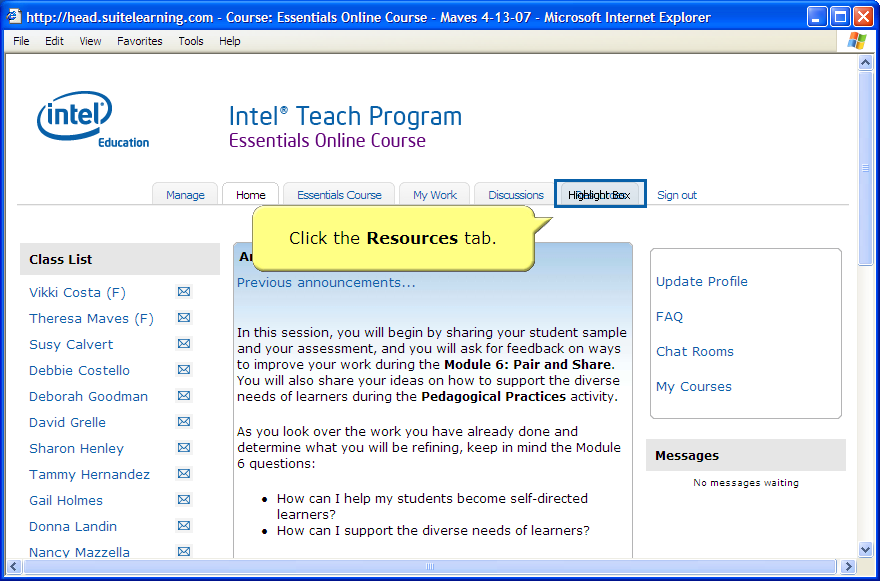 http://head.suitelearning.com - Course: Essentials Online Course - Maves 4-13-07 - Microsoft Internet Explorer
File Edit View Favorites Tools Help
intel®
Education
Intel® Teach Program
Essentials Online Course
Manage Home Essentials Course My Work Discussions Highlight Box Sign out
Click the Resources tab.
Class List
Vikki Costa (F)
Theresa Maves (F)
Susy Calvert
Debbie Costello
Deborah Goodman
David Grelle
Sharon Henley
Tammy Hernandez
Gail Holmes
Donna Landin
Nancy Mazzella
Previous announcements...
In this session, you will begin by sharing your student sample
and your assessment, and you will ask for feedback on ways
to improve your work during the Module 6: Pair and Share.
You will also share your ideas on how to support the diverse
needs of learners during the Pedagogical Practices activity.
As you look over the work you have already done and
determine what you will be refining, keep in mind the Module
6 questions:
• How can I help my students become self-directed
learners?
• How can I support the diverse needs of learners?
Update Profile
FAQ
Chat Rooms
My Courses
Messages
No messages waiting